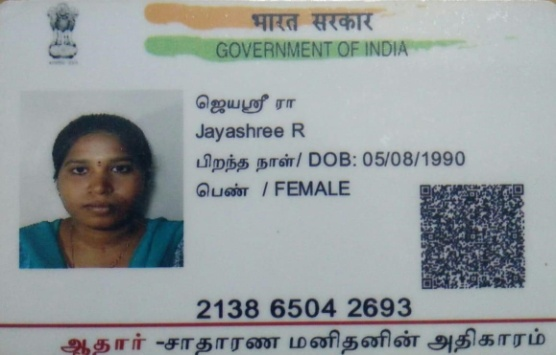 भारत सरकार
GOVERNMENT OF INDIA
ஜெயஸ்ரீ ரா
Jayashree R
பிறந்த நாள்/ DOB: 05/08/1990
பெண் / FEMALE
2138 6504 2693
ஆதார் -சாதாரண மனிதனின் அதிகாரம்